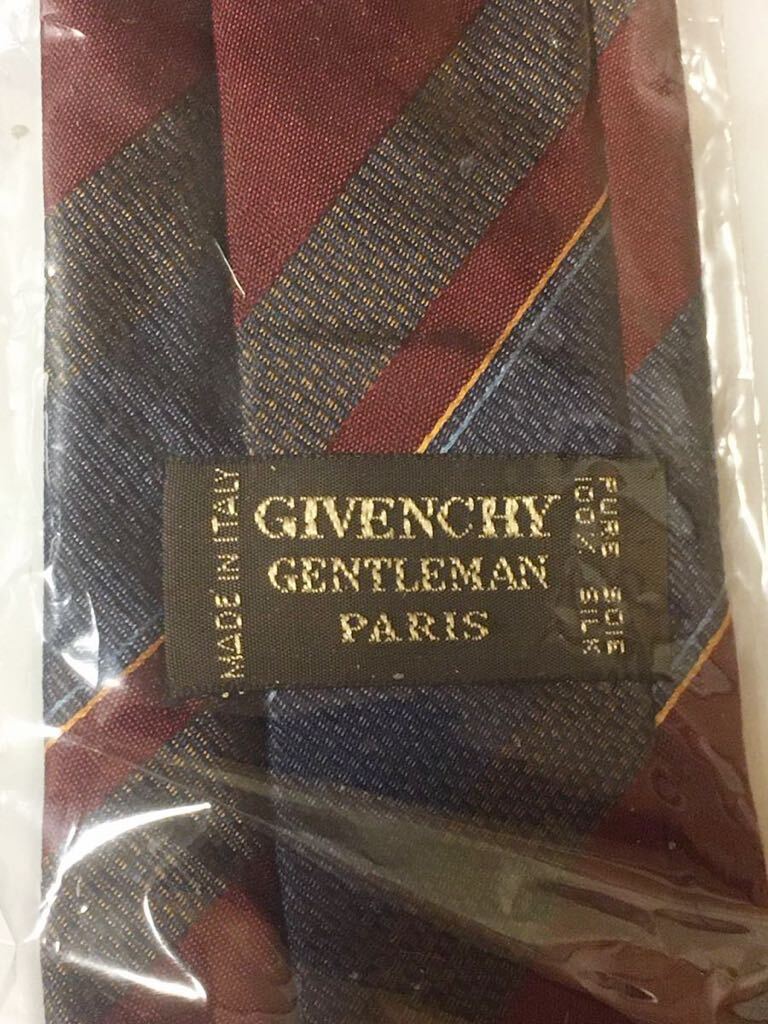 MADE IN ITALY
GIVENCHY
GENTLEMAN
PARIS
PURE SOIE
100% SILK